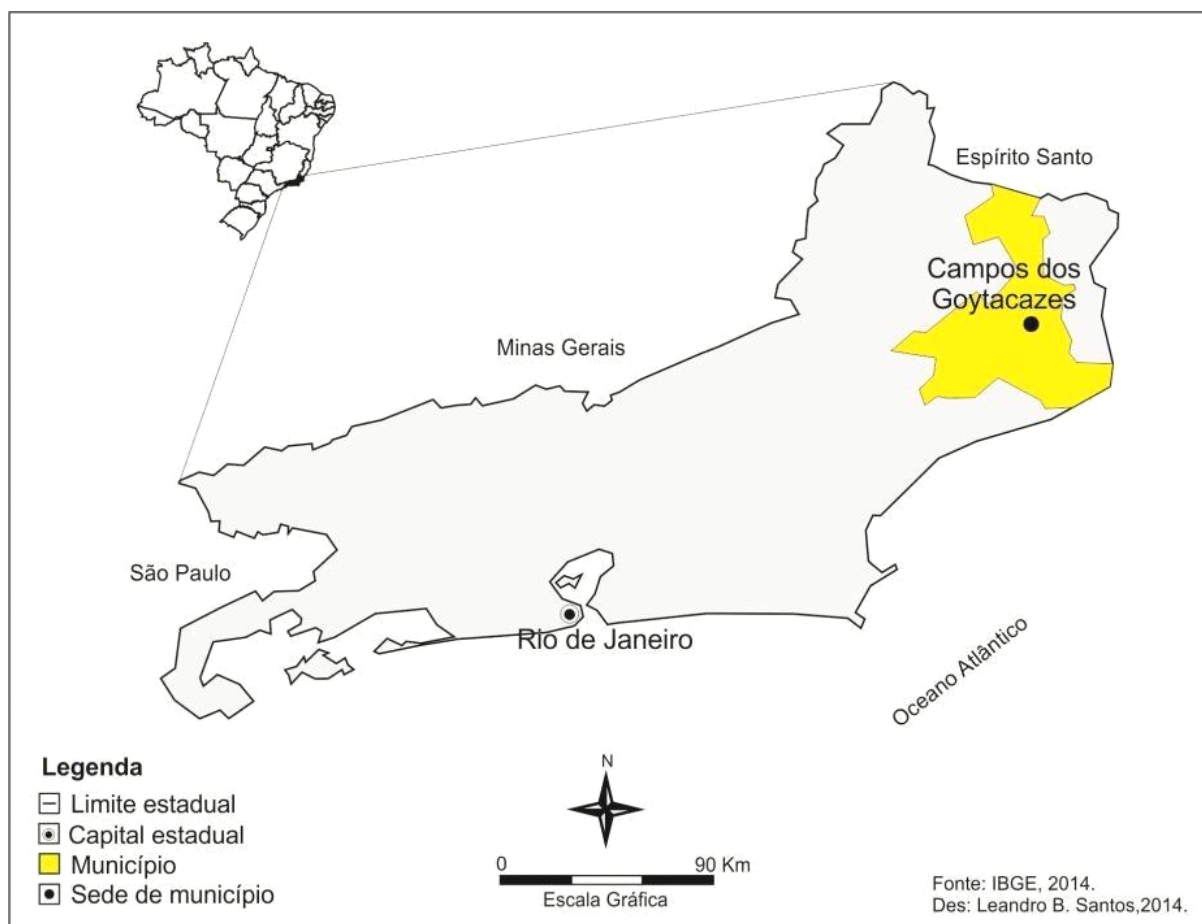 Espírito Santo
Campos dos
Goytacazes
Minas Gerais
São Paulo
Rio de Janeiro
Oceano Atlântico
Legenda
Limite estadual
Capital estadual
Município
Sede de município
N
0 90 Km
Escala Gráfica
Fonte: IBGE, 2014.
Des: Leandro B. Santos,2014.